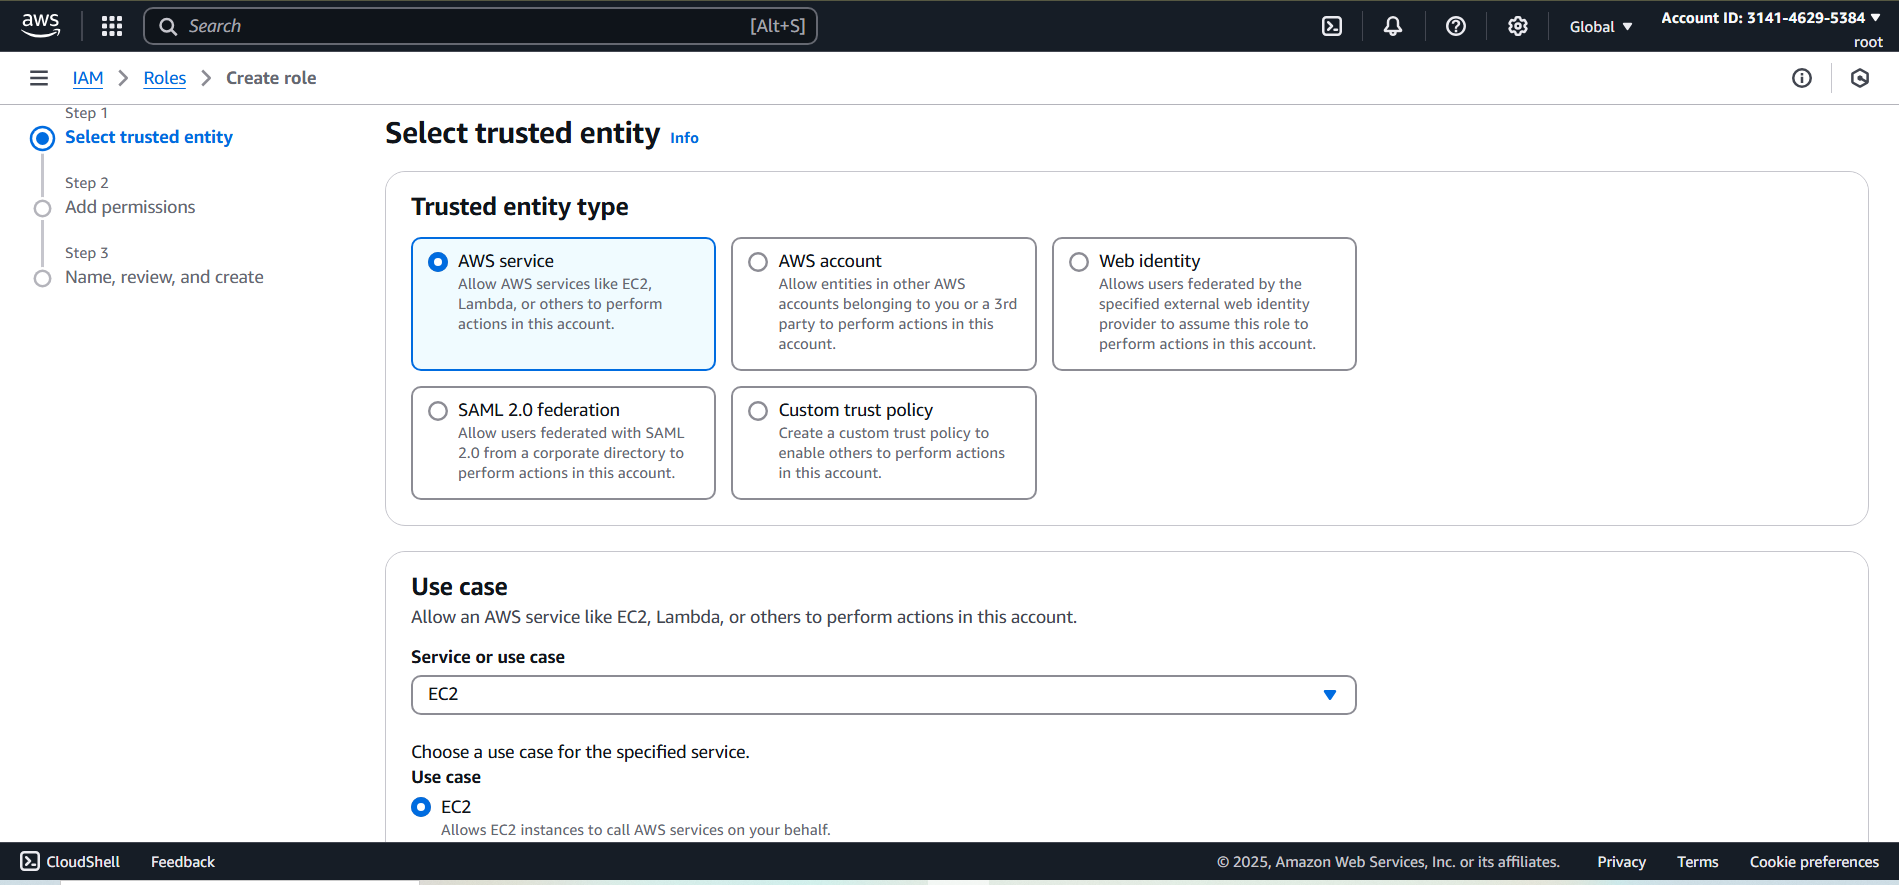 aws
Search [Alt+S]
Global
Account ID: 3141-4629-5384
root
IAM Roles Create role
Step 1
Select trusted entity
Step 2
Add permissions
Step 3
Name, review, and create
Select trusted entity Info
Trusted entity type
AWS service
Allow AWS services like EC2,
Lambda, or others to perform
actions in this account.
AWS account
Allow entities in other AWS
accounts belonging to you or a 3rd
party to perform actions in this
account.
Web identity
Allows users federated by the
specified external web identity
provider to assume this role to
perform actions in this account.
SAML 2.0 federation
Allow users federated with SAML
2.0 from a corporate directory to
perform actions in this account.
Custom trust policy
Create a custom trust policy to
enable others to perform actions
in this account.
Use case
Allow an AWS service like EC2, Lambda, or others to perform actions in this account.
Service or use case
EC2
Choose a use case for the specified service.
Use case
EC2
Allows EC2 instances to call AWS services on your behalf.
CloudShell Feedback © 2025, Amazon Web Services, Inc. or its affiliates. Privacy Terms Cookie preferences